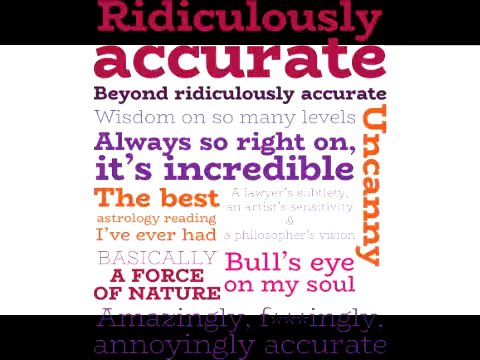 Ridiculously
accurate
Beyond ridiculously accurate
Wisdom on so many levels
Always so right on,
it's incredible
Uncanny
The best
astrology reading
I've ever had
A lawyer's subtlety,
an artist's sensitivity
&
a philosopher's vision
BASICALLY
A FORCE
OF NATURE
Bull's eye
on my soul
Amazingly, f***ingly,
annoyingly accurate